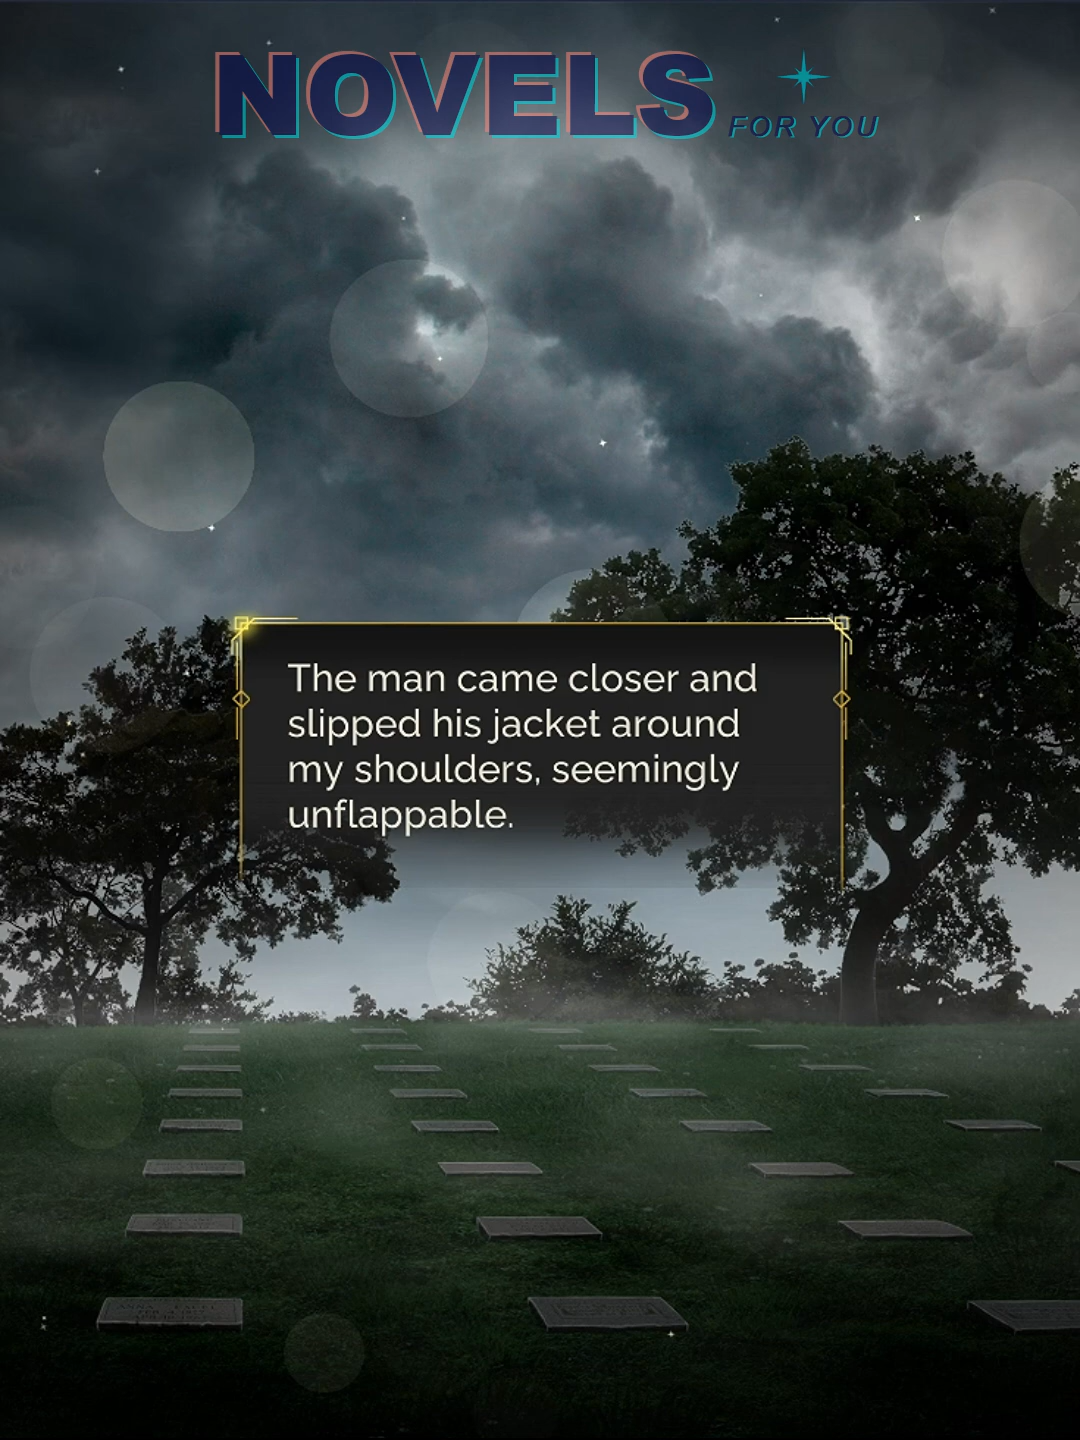 NOVELS
FOR YOU
The man came closer and
slipped his jacket around
my shoulders, seemingly
unflappable.